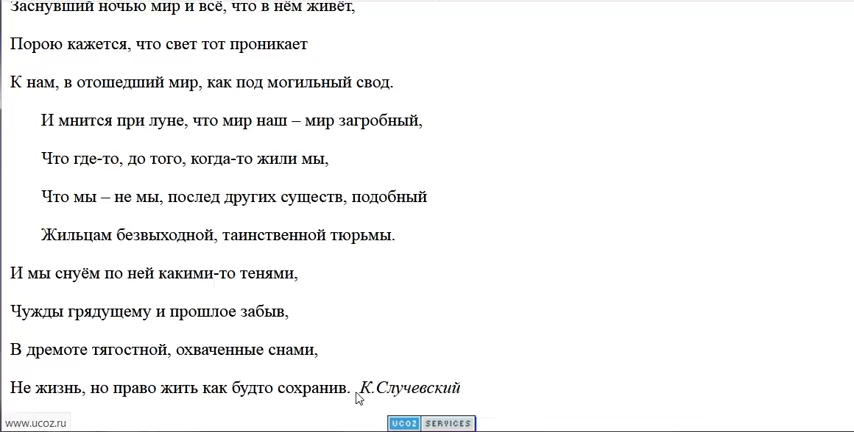 Заснувший ночью мир и всё, что в нём живёт,
Порою кажется, что свет тот проникает
К нам, в отошедший мир, как под могильный свод.
И мнится при луне, что мир наш – мир загробный,
Что где-то, до того, когда-то жили мы,
Что мы – не мы, послед других существ, подобный
Жильцам безвыходной, таинственной тюрьмы.
И мы снуём по ней какими-то тенями,
Чужды грядущему и прошлое забыв,
В дремоте тягостной, охваченные снами,
Не жизнь, но право жить как будто сохранив. К.Случевский
www.ucoz.ru
UCOZ SERVICES